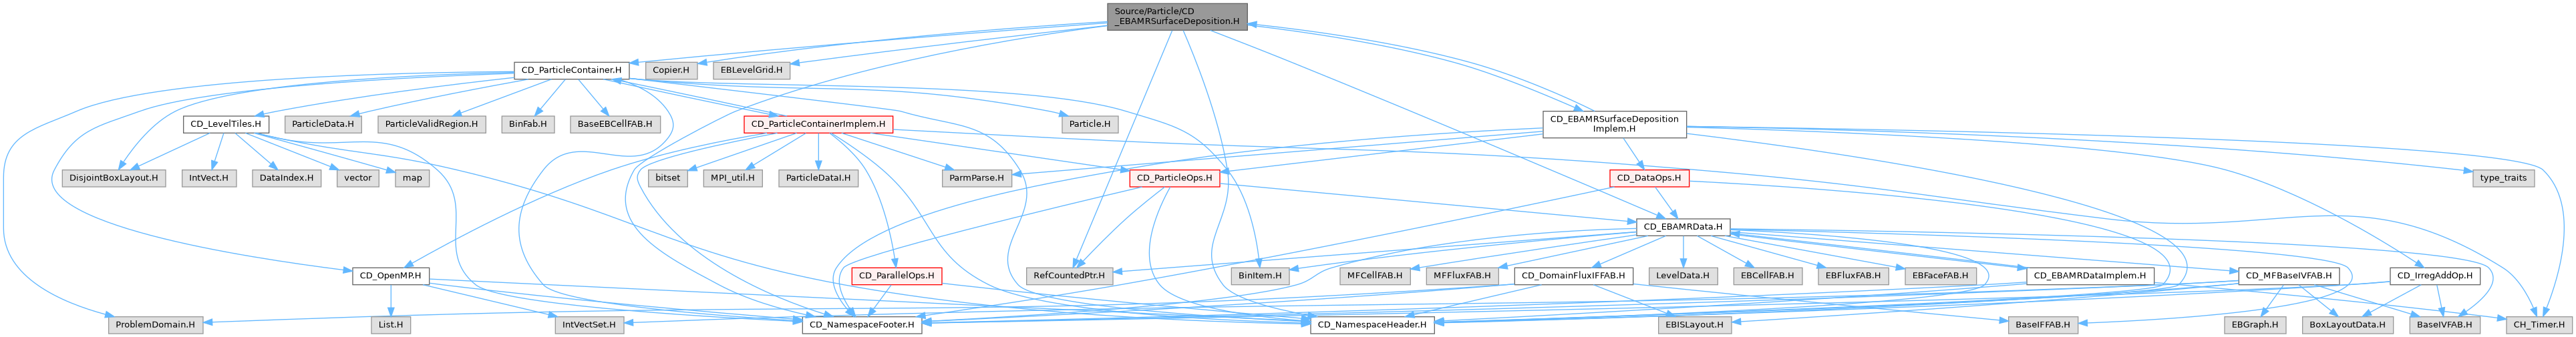 Source/Particle/CD
_EBAMRSurfaceDeposition.H
CD_ParticleContainer.H
Copier.H
EBLevelGrid.H
CD_LevelTiles.H
ParticleData.H
ParticleValidRegion.H
BinFab.H
BaseEBCellFAB.H
CD_ParticleContainerImplem.H
Particle.H
CD_EBAMRSurfaceDeposition
Implem.H
DisjointBoxLayout.H
IntVect.H
DataIndex.H
vector
map
bitset
MPI_util.H
ParticleDataI.H
ParmParse.H
CD_ParticleOps.H
CD_DataOps.H
type_traits
CD_EBAMRData.H
CD_OpenMP.H
CD_ParallelOps.H
RefCountedPtr.H
BinItem.H
MFCellFAB.H
MFFluxFAB.H
CD_DomainFluxIFFAB.H
LevelData.H
EBCellFAB.H
EBFluxFAB.H
EBFaceFAB.H
CD_EBAMRDataImplem.H
CD_MFBaseIVFAB.H
CD_IrregAddOp.H
ProblemDomain.H
List.H
IntVectSet.H
CD_NamespaceFooter.H
CD_NamespaceHeader.H
EBISLayout.H
BaseIFFAB.H
EBGraph.H
BoxLayoutData.H
BaseIVFAB.H
CH_Timer.H